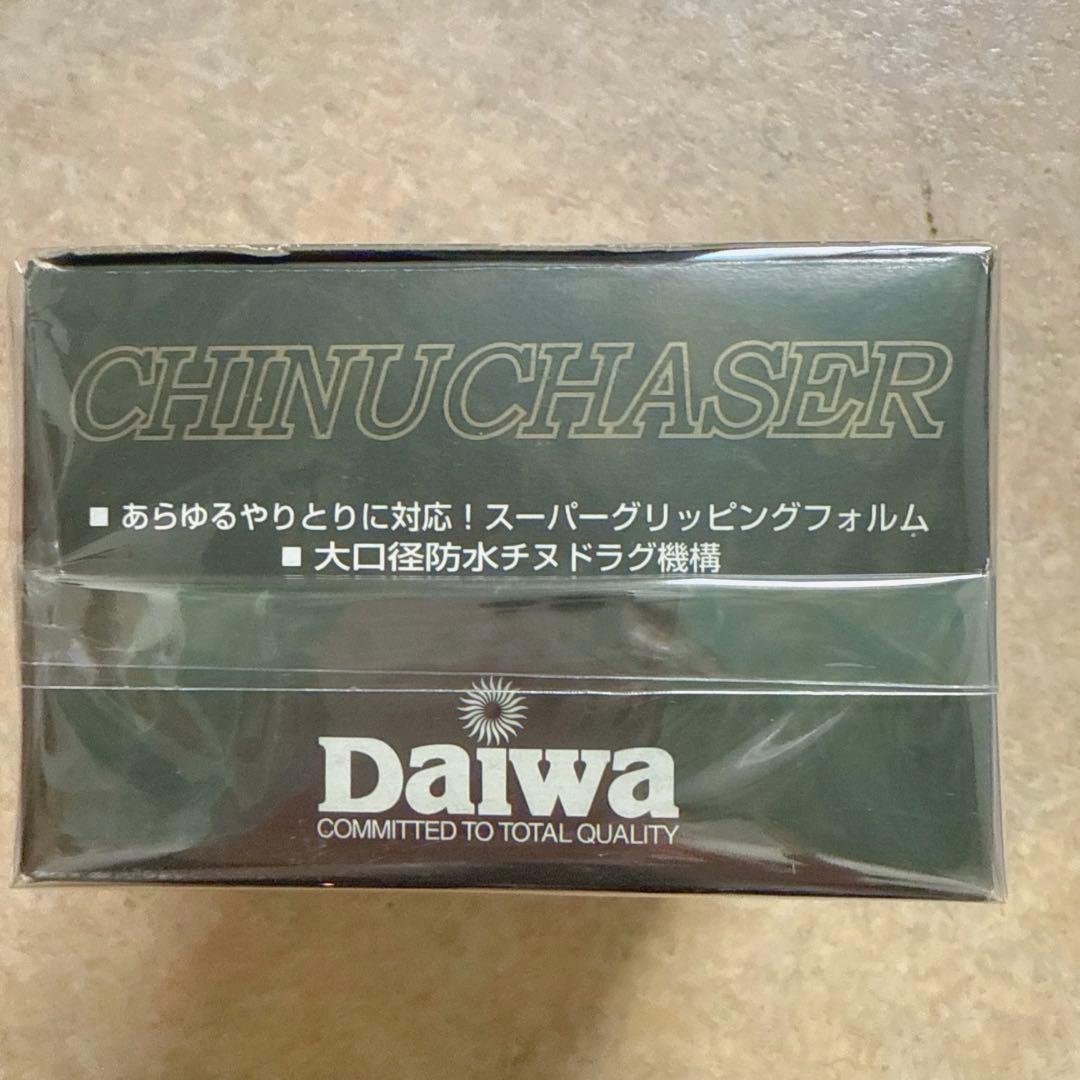 CHINUCHASER
■ あらゆるやりとりに対応！スーパーグリッピングフォルム
■ 大口径防水チヌドラグ機構
Daiwa
COMMITTED TO TOTAL QUALITY